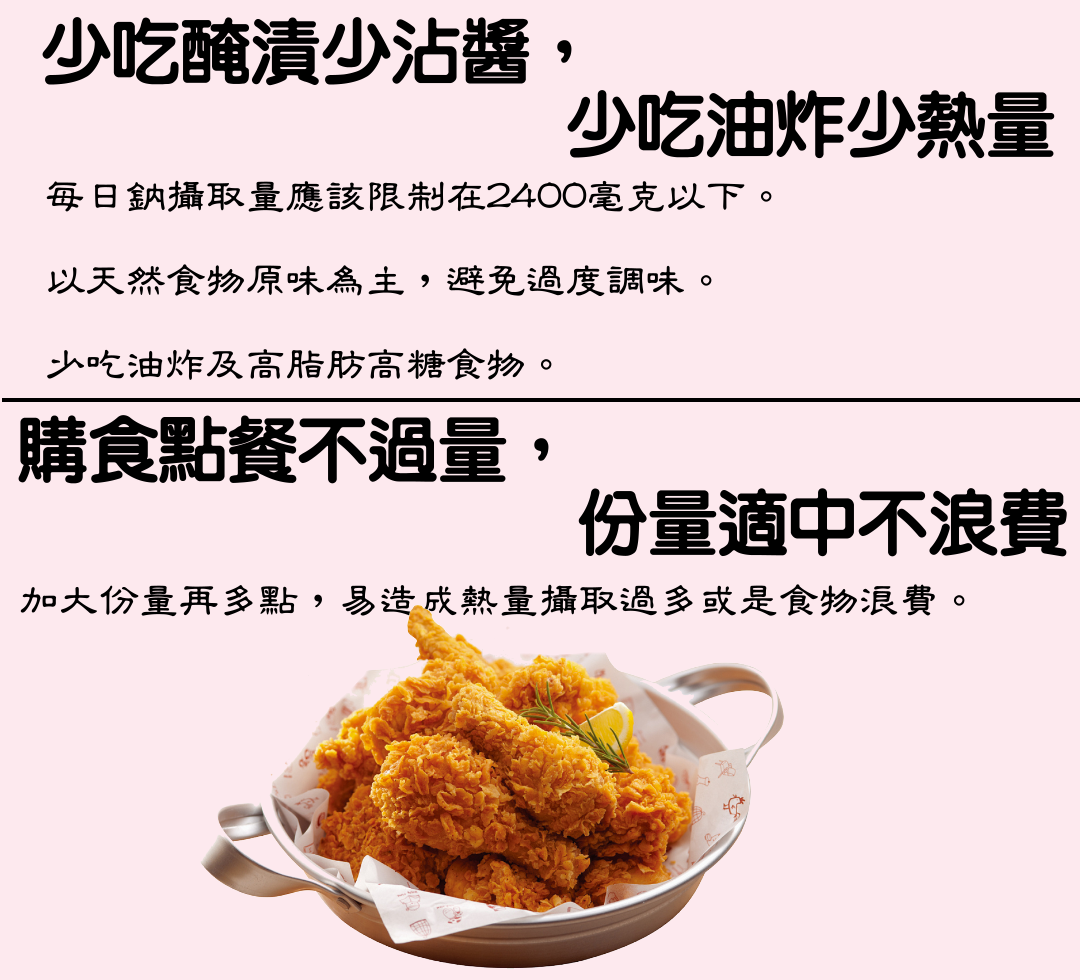 少吃醃漬少沾醬，
少吃油炸少熱量
每日鈉攝取量應該限制在2400毫克以下。
以天然食物原味為主，避免過度調味。
少吃油炸及高脂肪高糖食物。
購食點餐不過量，
份量適中不浪費
加大份量再多點，易造成熱量攝取過多或是食物浪費。